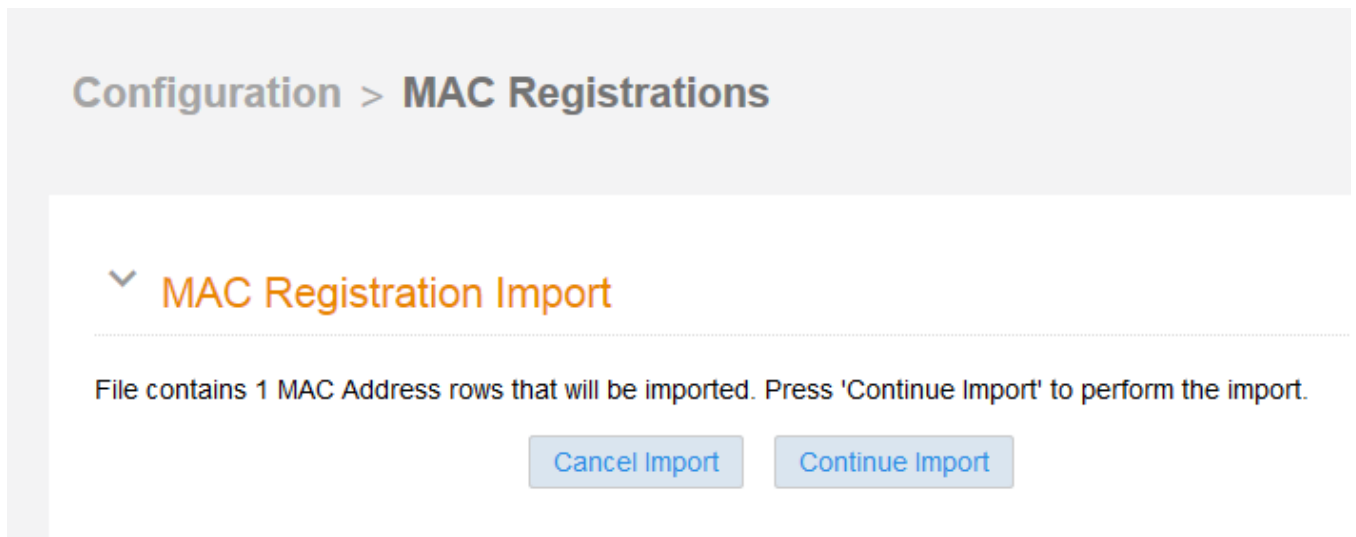 Configuration > MAC Registrations
MAC Registration Import
File contains 1 MAC Address rows that will be imported. Press 'Continue Import' to perform the import.
Cancel Import Continue Import